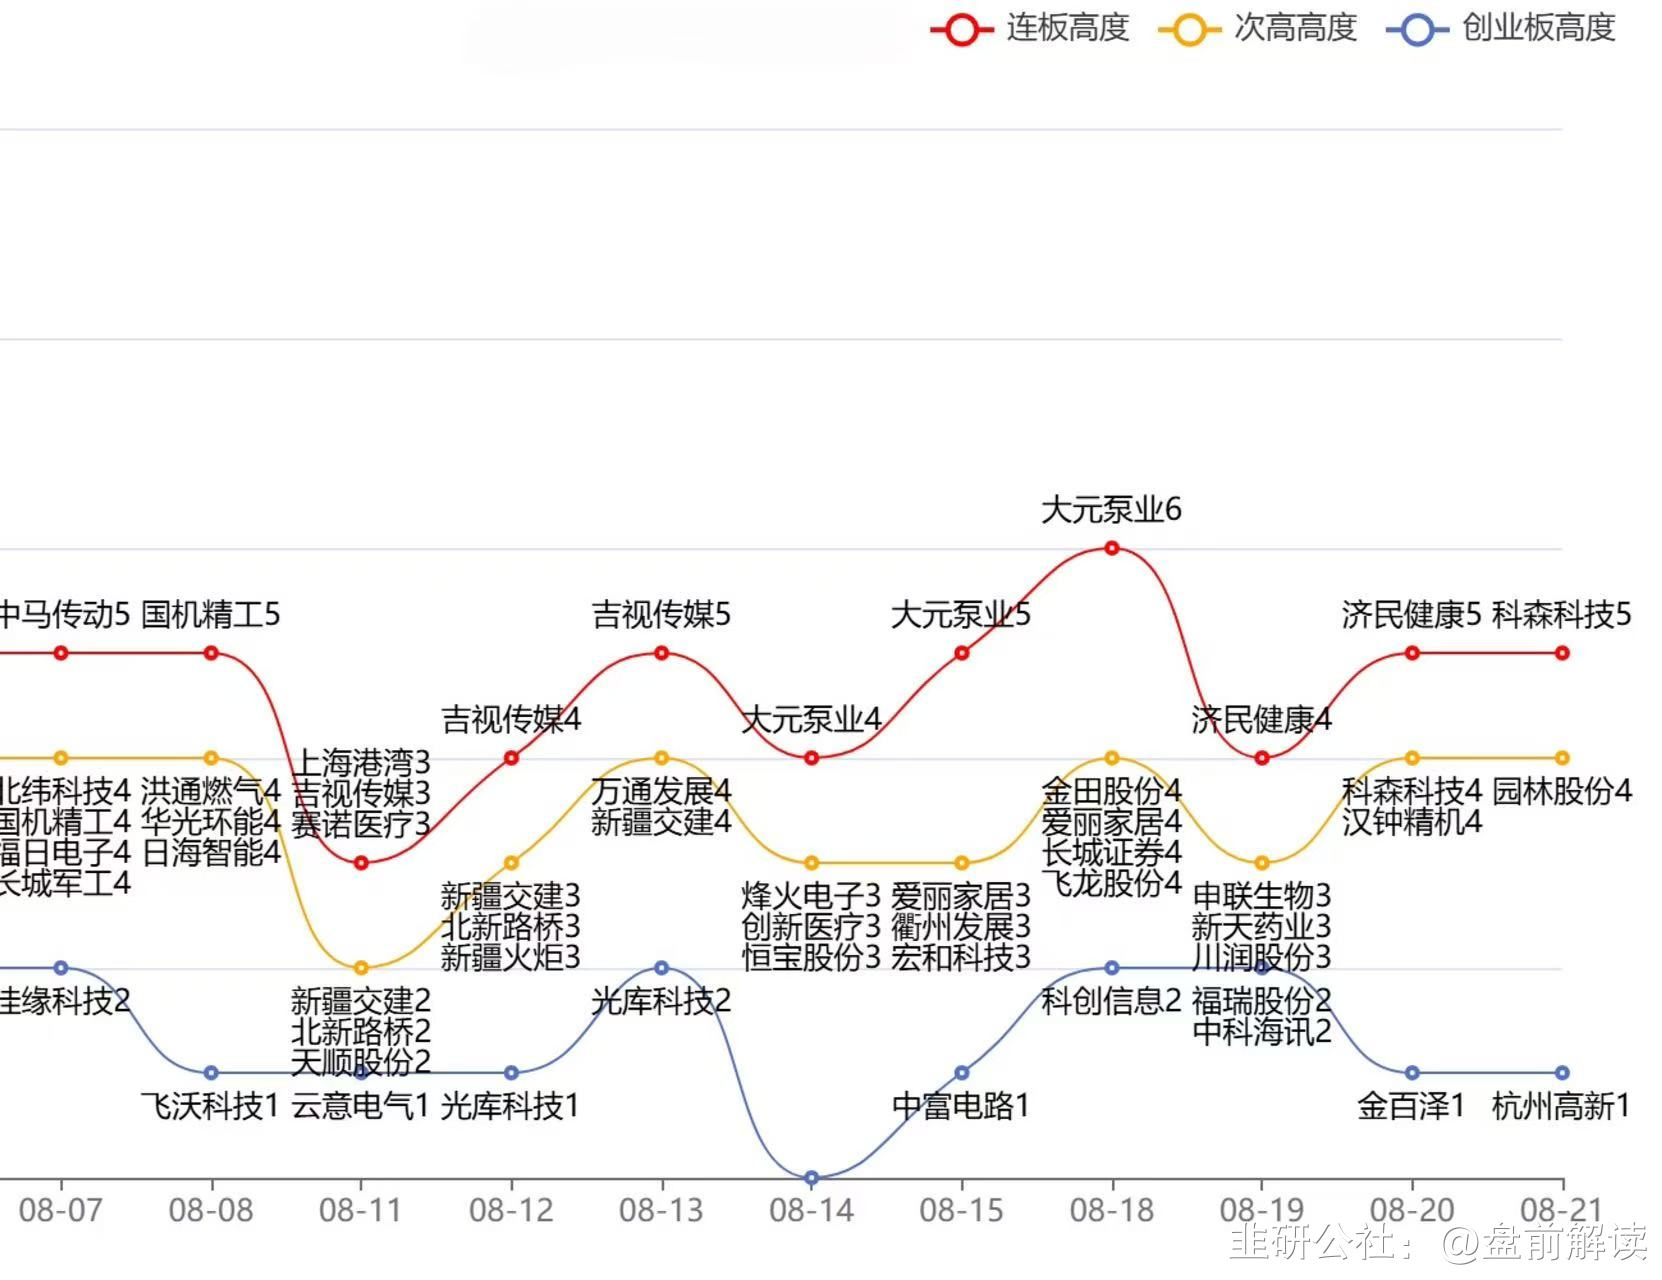 连板高度 次高高度 创业板高度
大元泵业6
中马传动5 国机精工5 吉视传媒5 大元泵业5 济民健康5 科森科技5
吉视传媒4 大元泵业4 济民健康4
上海港湾3
吉视传媒3
赛诺医疗3
北纬科技4 洪通燃气4 万通发展4 金田股份4 科森科技4 园林股份4
国机精工4 华光环能4 新疆交建4 爱丽家居4 汉钟精机4
福日电子4 日海智能4 长城证券4
长城军工4 飞龙股份4
新疆交建3 烽火电子3 爱丽家居3 申联生物3
北新路桥3 创新医疗3 衢州发展3 新天药业3
新疆火炬3 恒宝股份3 宏和科技3 川润股份3
佳缘科技2 新疆交建2 光库科技2 科创信息2 福瑞股份2
北新路桥2 中科海讯2
天顺股份2
飞沃科技1 云意电气1 光库科技1 中富电路1 金百泽1 杭州高新1
08-07 08-08 08-11 08-12 08-13 08-14 08-15 08-18 08-19 08-20 08-21
韭研公社：@盘前解读